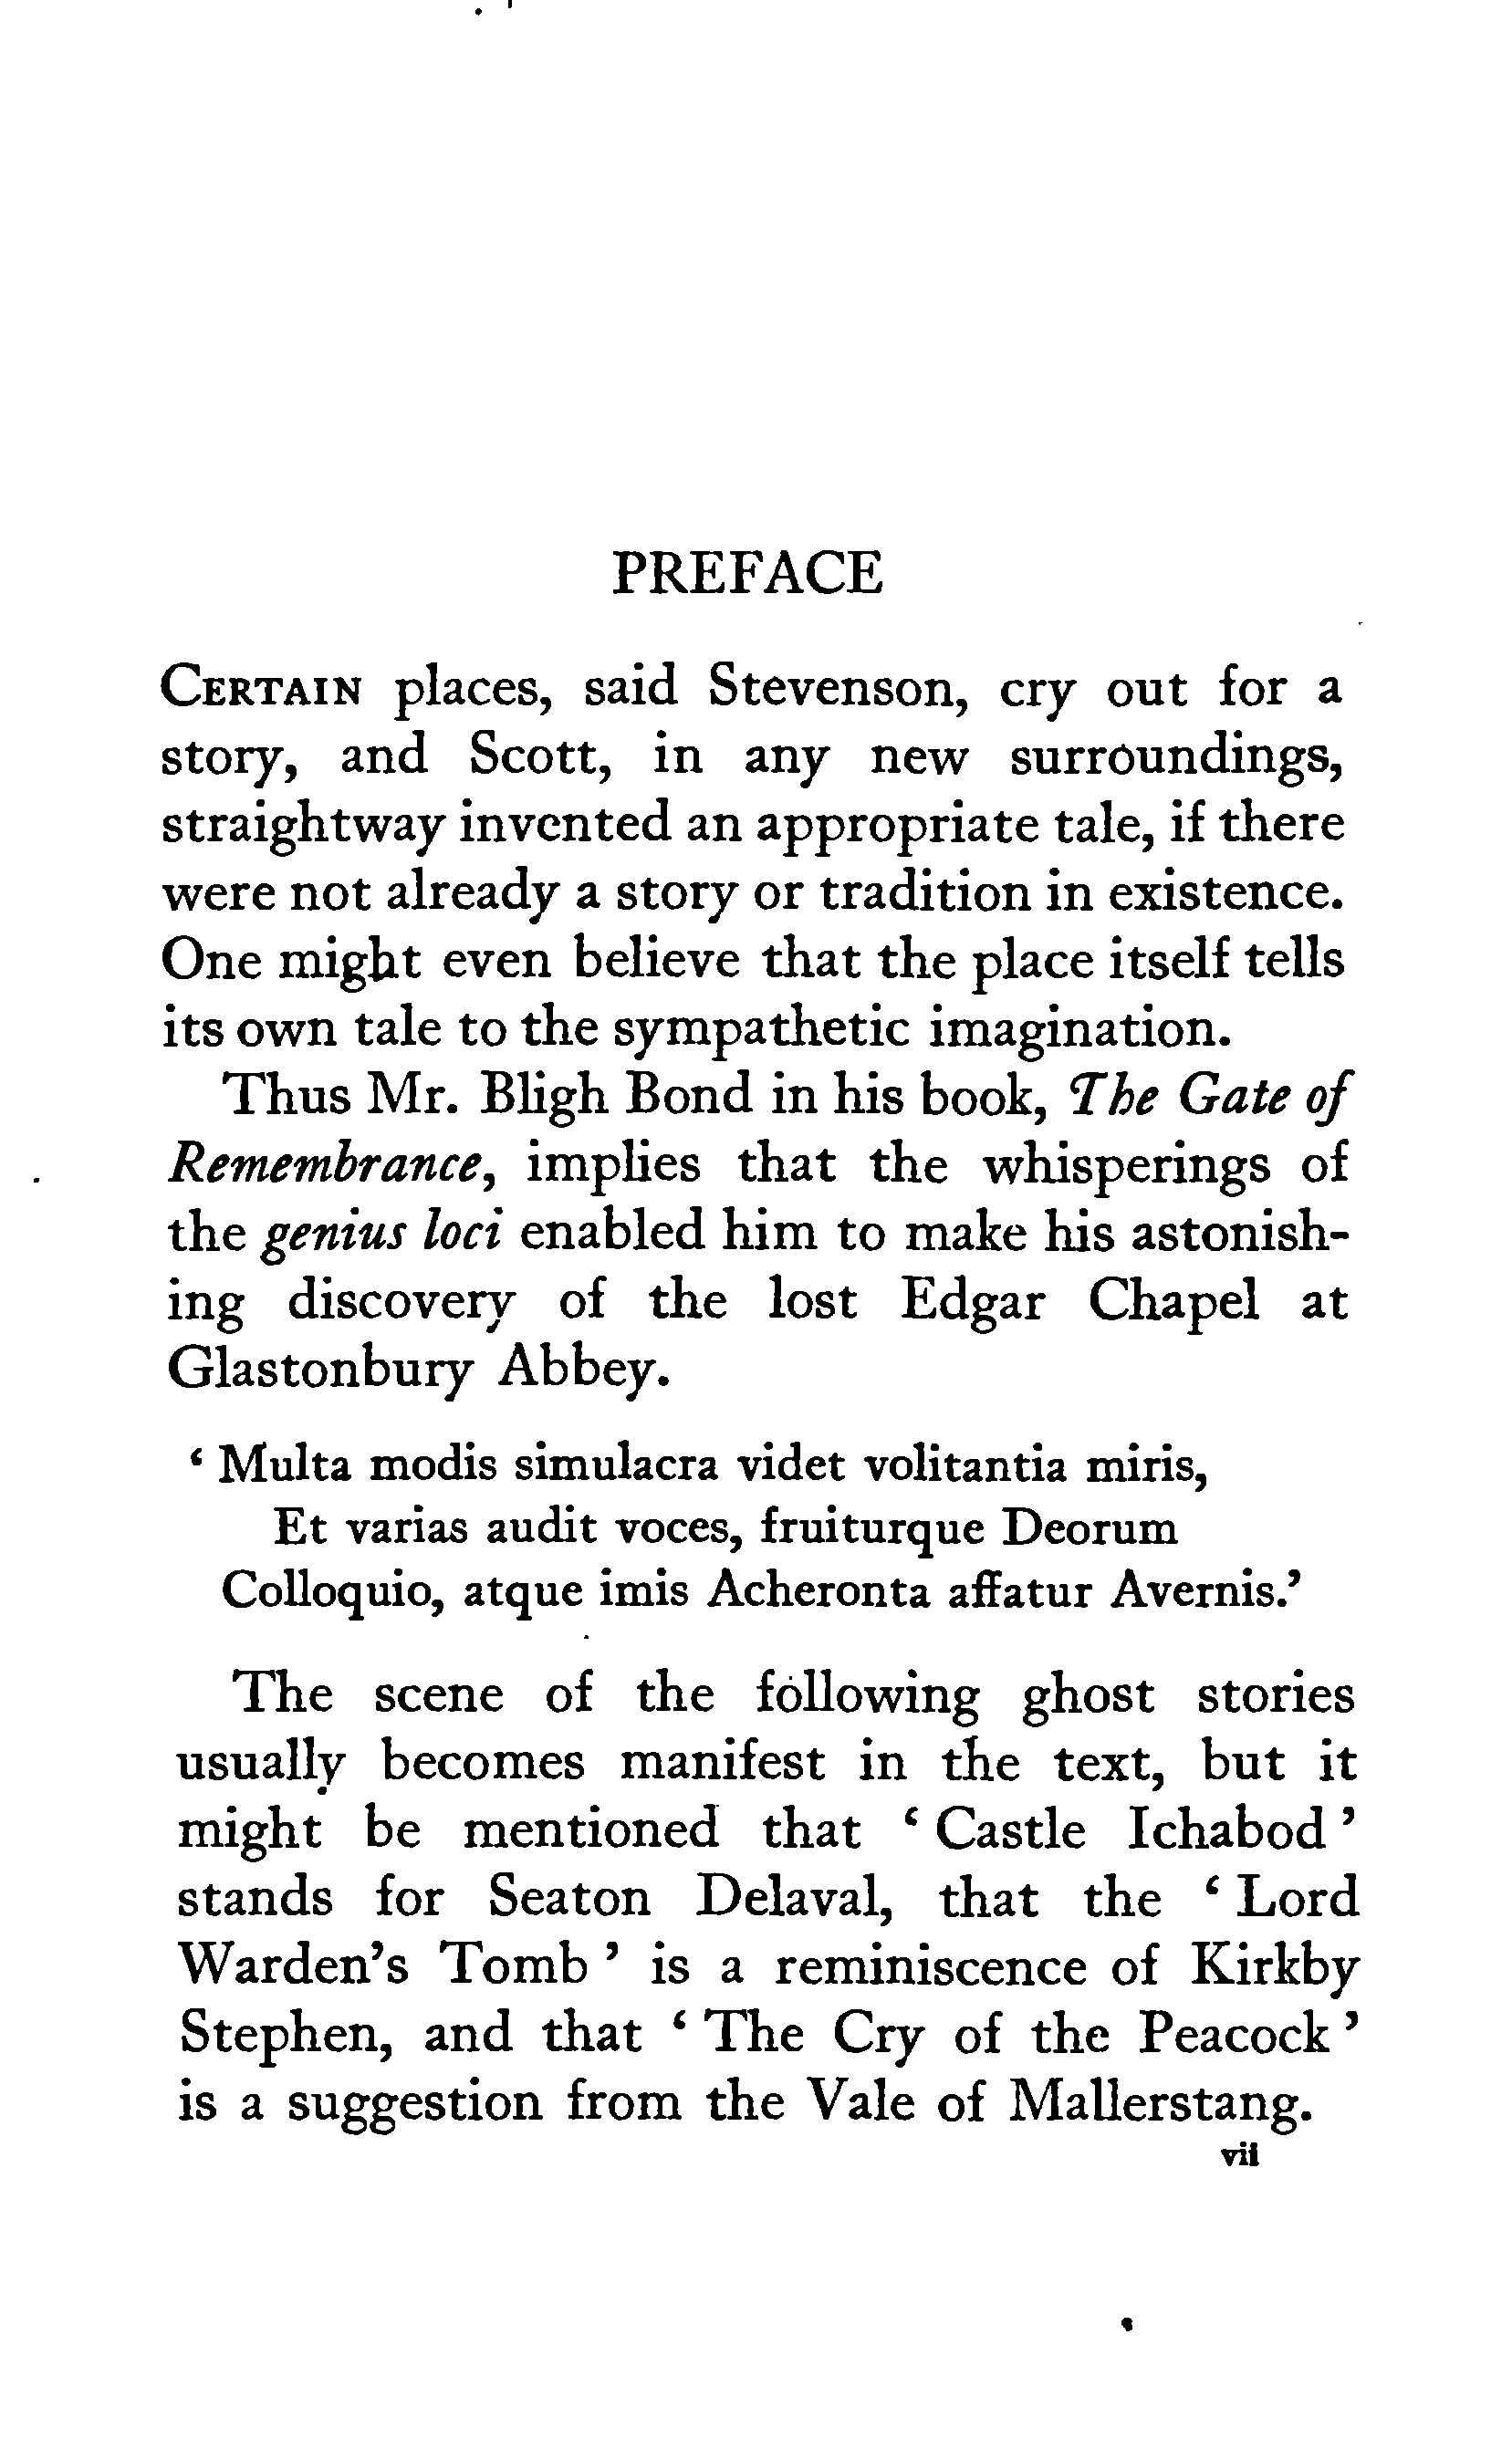 PREFACE
CERTAIN places, said Stevenson, cry out for a
story, and Scott, in any new surroundings,
straightway invented an appropriate tale, if there
were not already a story or tradition in existence.
One might even believe that the place itself tells
its own tale to the sympathetic imagination.
Thus Mr. Bligh Bond in his book, The Gate of
Remembrance, implies that the whisperings of
the genius loci enabled him to make his astonish-
ing discovery of the lost Edgar Chapel at
Glastonbury Abbey.
‘ Multa modis simulacra videt volitantia miris,
Et varias audit voces, fruiturque Deorum
Colloquio, atque imis Acheronta affatur Avernis.’
The scene of the following ghost stories
usually becomes manifest in the text, but it
might be mentioned that ‘ Castle Ichabod ’
stands for Seaton Delaval, that the ‘ Lord
Warden’s Tomb ’ is a reminiscence of Kirkby
Stephen, and that ‘ The Cry of the Peacock ’
is a suggestion from the Vale of Mallerstang.
vii